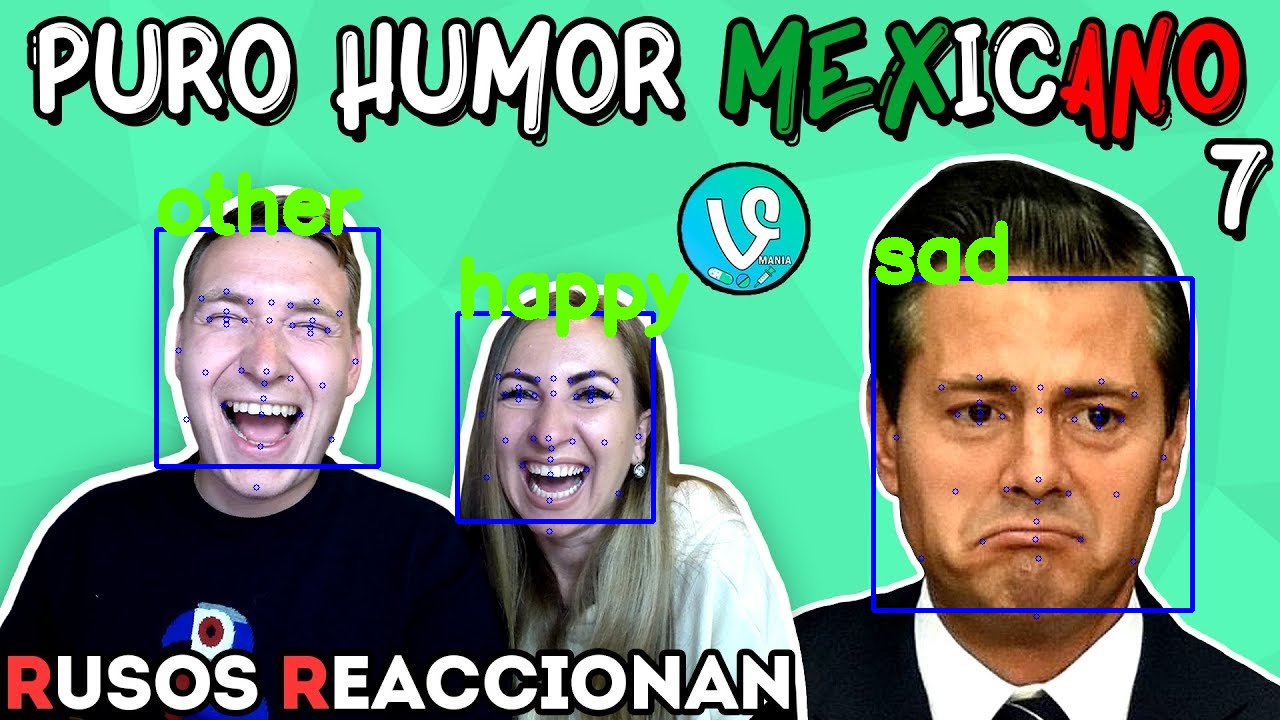 PURO HUMOR MEXICANO
7
other
happy
sad
V
MANIA
RUSOS REACCIONAN